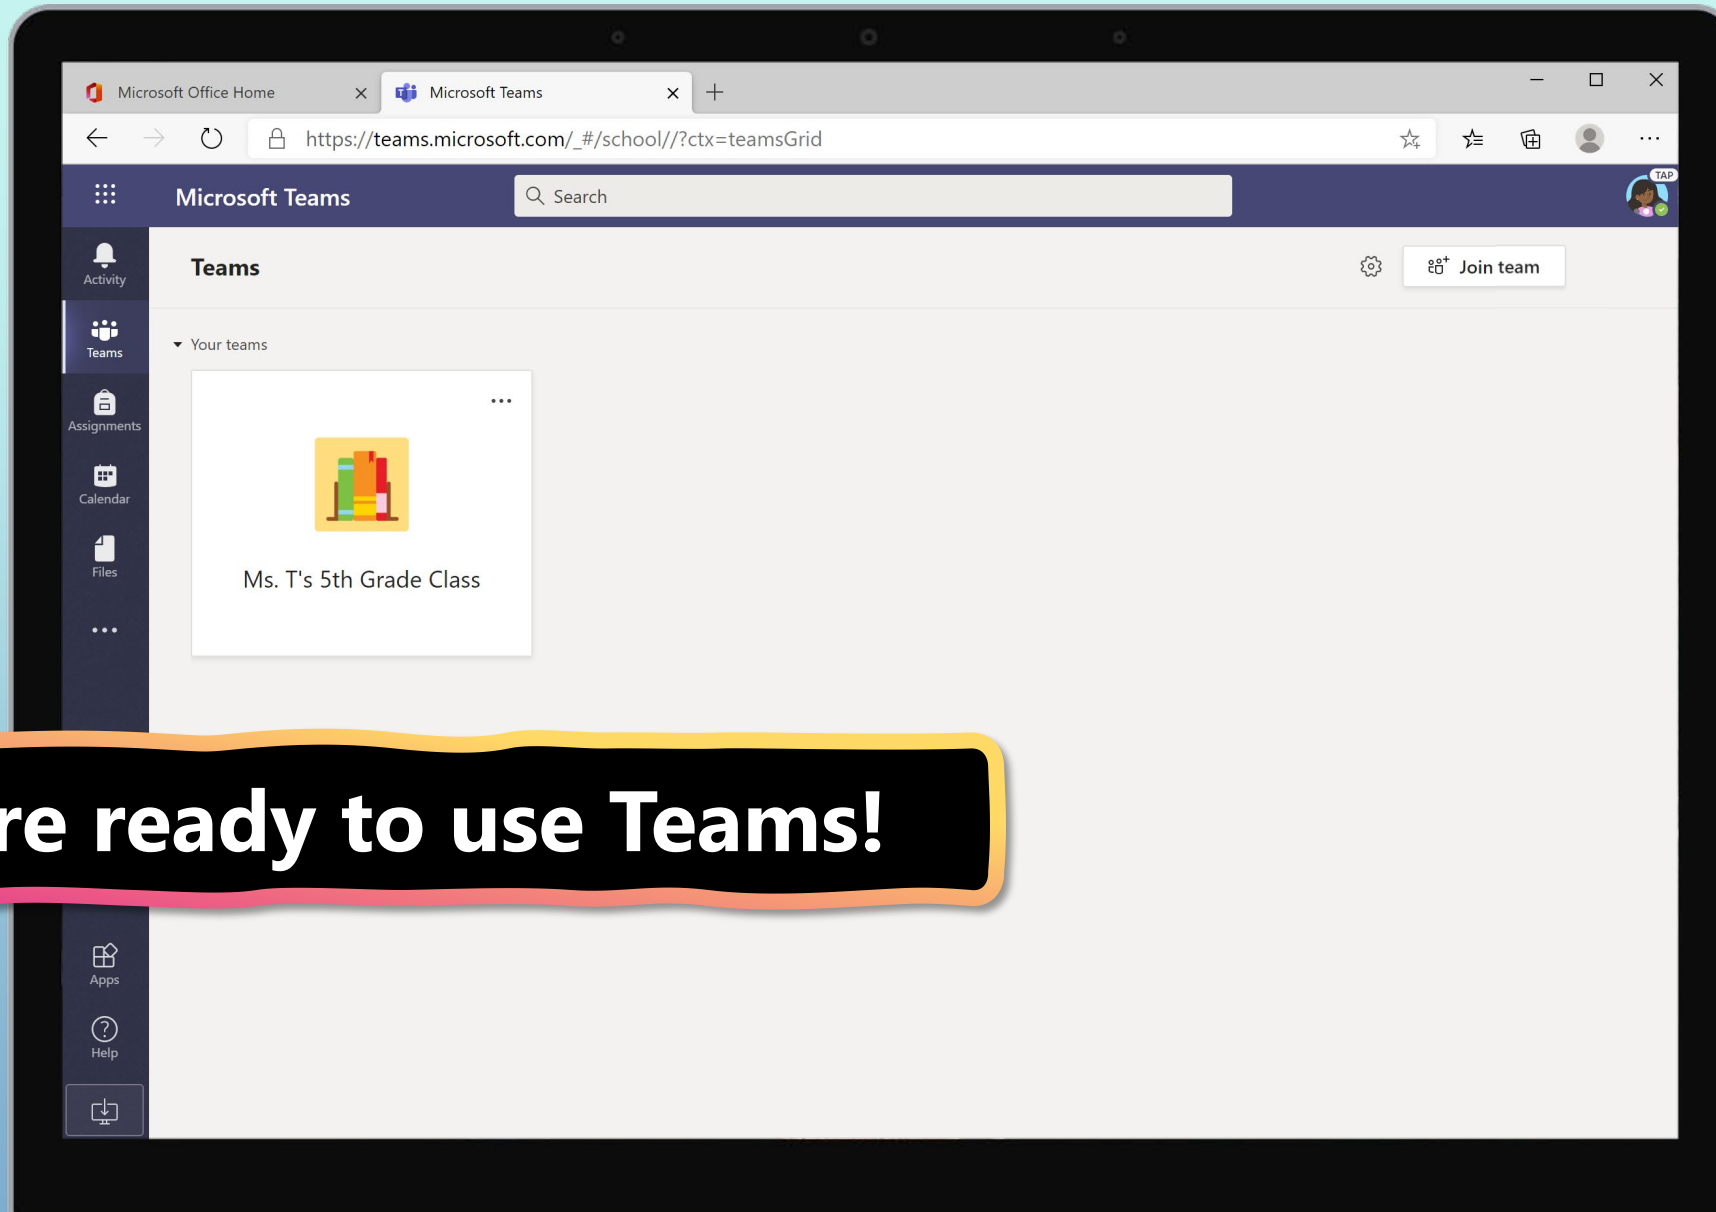 Microsoft Office Home
Microsoft Teams
https://teams.microsoft.com/_#/school//?ctx=teamsGrid
Microsoft Teams
Search
TAP
Activity
Teams
Join team
Teams
Your teams
Assignments
Calendar
Files
Ms. T's 5th Grade Class
re ready to use Teams!
Apps
Help